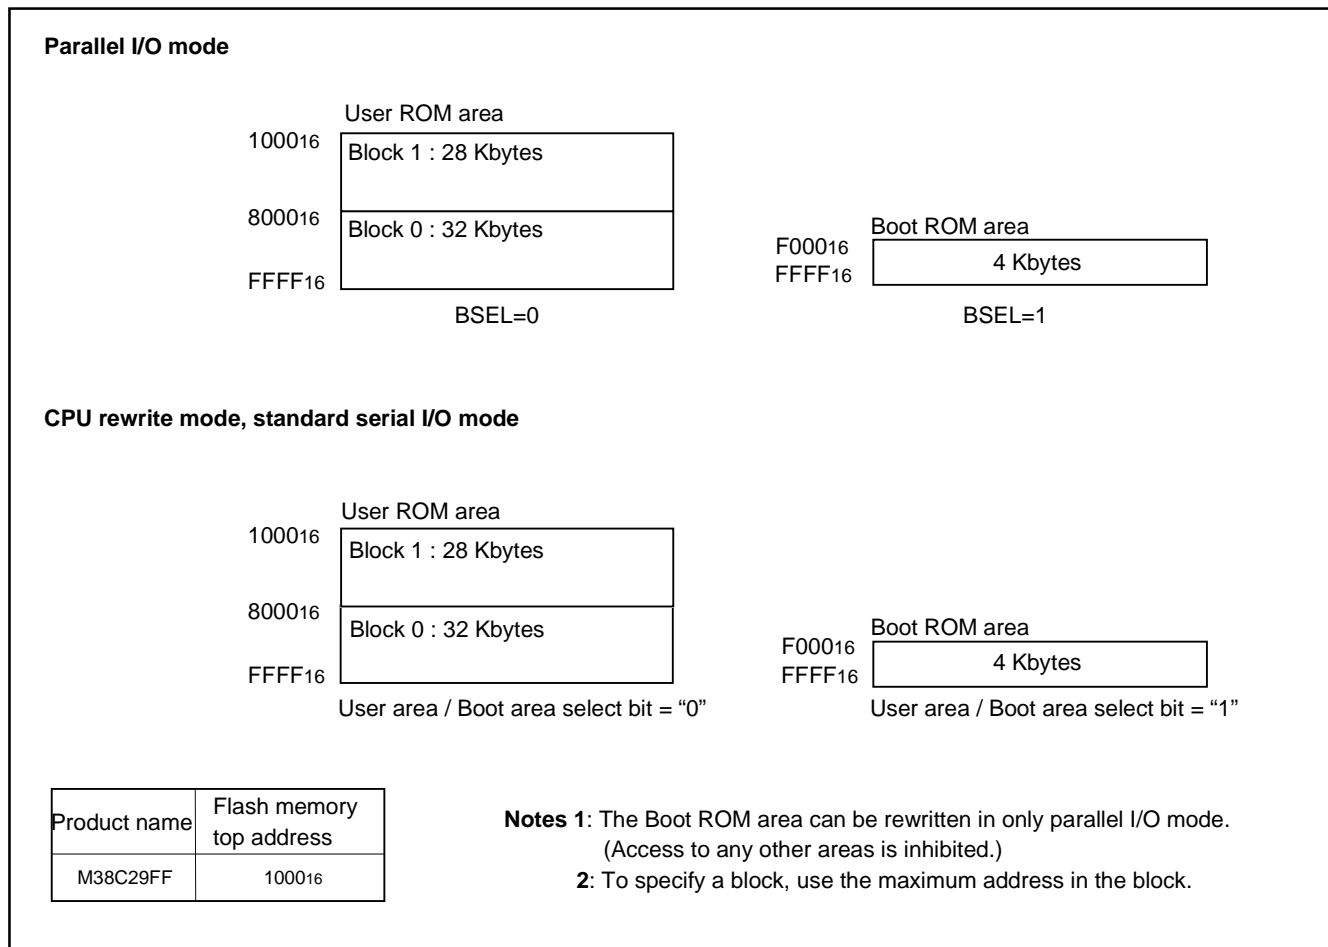 Parallel I/O mode
User ROM area
1000₁₆
Block 1 : 28 Kbytes
8000₁₆
Block 0 : 32 Kbytes
FFFF₁₆
BSEL=0
Boot ROM area
F000₁₆
4 Kbytes
FFFF₁₆
BSEL=1
CPU rewrite mode, standard serial I/O mode
User ROM area
1000₁₆
Block 1 : 28 Kbytes
8000₁₆
Block 0 : 32 Kbytes
FFFF₁₆
User area / Boot area select bit = “0”
Boot ROM area
F000₁₆
4 Kbytes
FFFF₁₆
User area / Boot area select bit = “1”
Product name
Flash memory
top address
M38C29FF
1000₁₆
Notes 1: The Boot ROM area can be rewritten in only parallel I/O mode.
(Access to any other areas is inhibited.)
2: To specify a block, use the maximum address in the block.